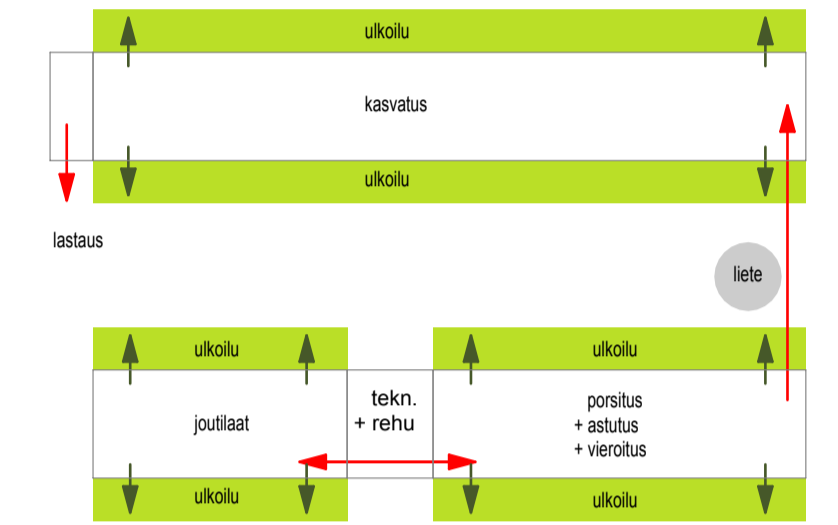 ulkoilu
kasvatus
ulkoilu
lastaus
liete
ulkoilu
ulkoilu
joutilaat
tekn.
+ rehu
porsitus
+ astutus
+ vieroitus
ulkoilu
ulkoilu